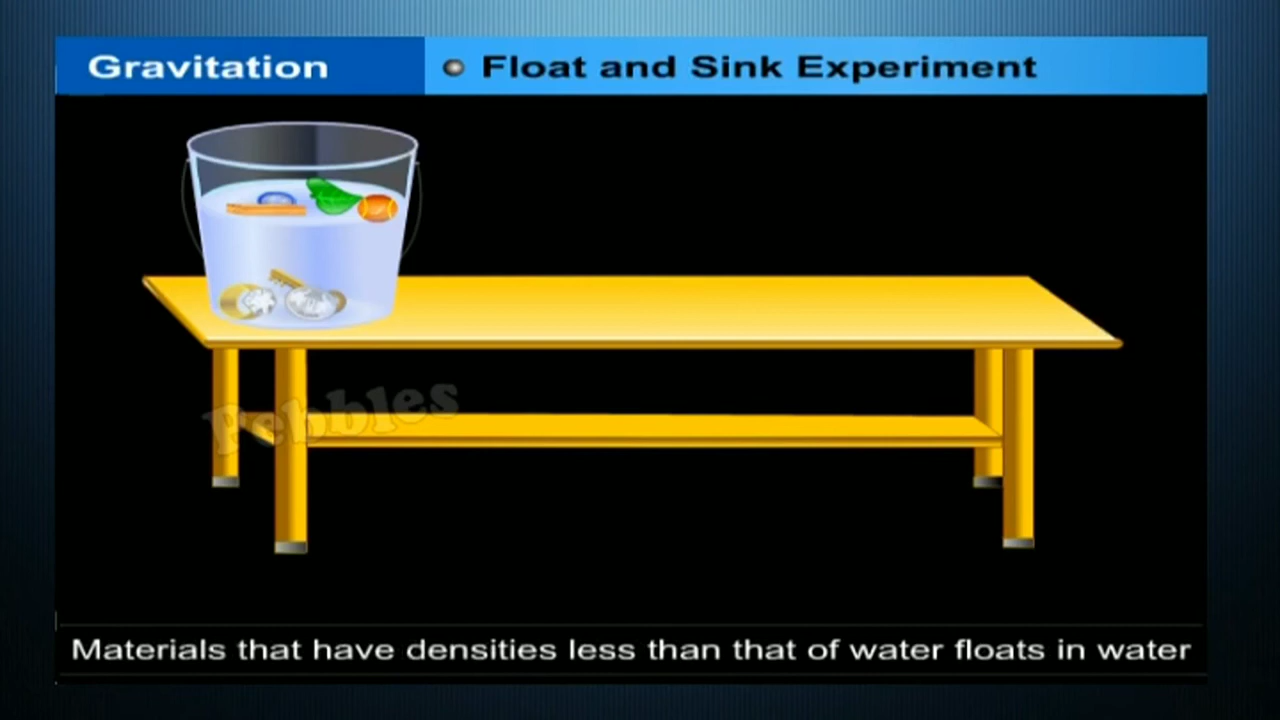 Gravitation
Float and Sink Experiment
Pebbles
Materials that have densities less than that of water floats in water